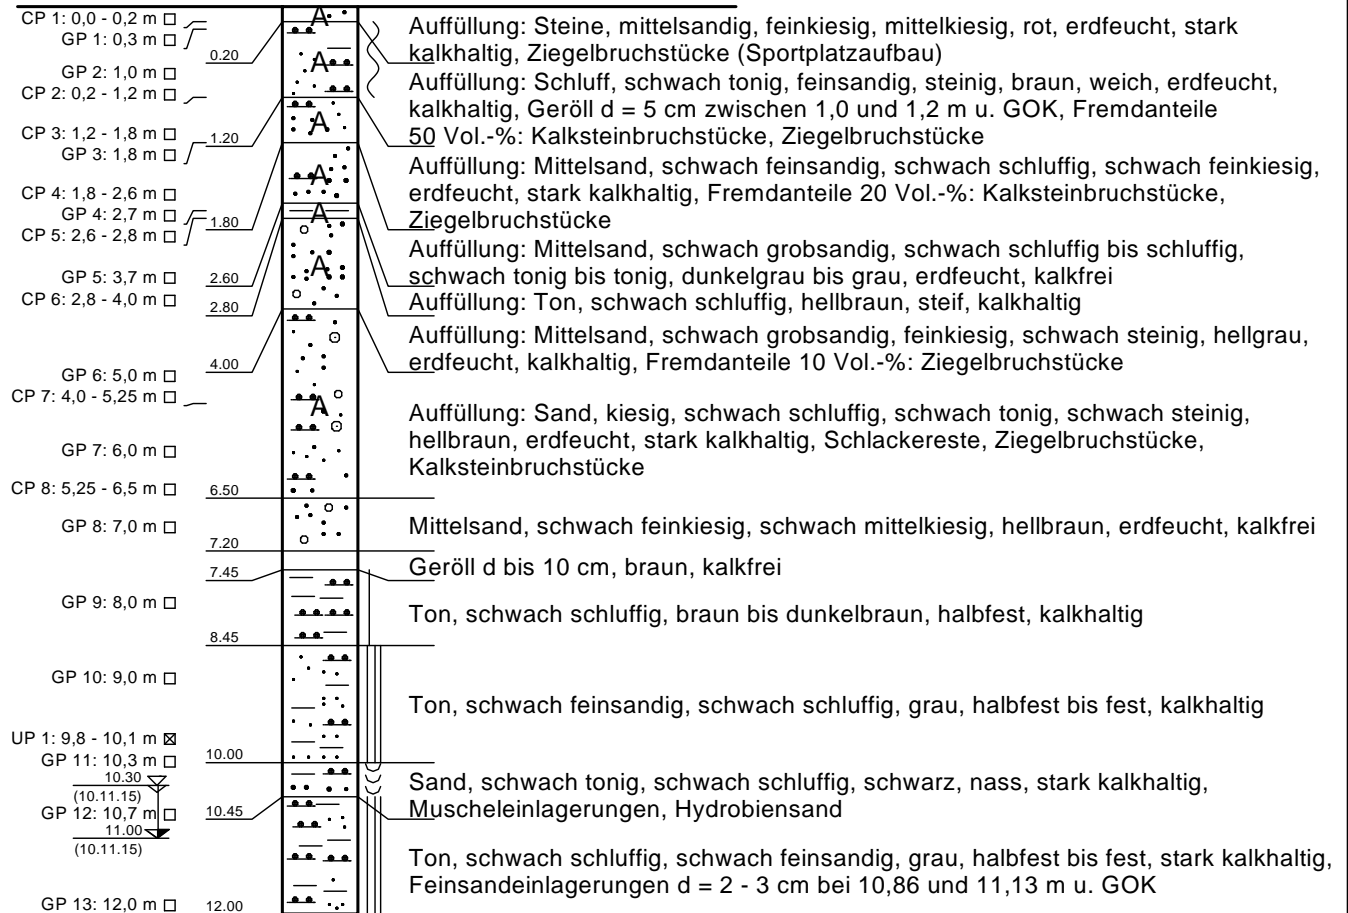 CP 1: 0,0 - 0,2 m
GP 1: 0,3 m
0.20
GP 2: 1,0 m
CP 2: 0,2 - 1,2 m
CP 3: 1,2 - 1,8 m
1.20
GP 3: 1,8 m
CP 4: 1,8 - 2,6 m
GP 4: 2,7 m
1.80
CP 5: 2,6 - 2,8 m
GP 5: 3,7 m
2.60
CP 6: 2,8 - 4,0 m
2.80
4.00
GP 6: 5,0 m
CP 7: 4,0 - 5,25 m
GP 7: 6,0 m
CP 8: 5,25 - 6,5 m
6.50
GP 8: 7,0 m
7.20
7.45
GP 9: 8,0 m
8.45
GP 10: 9,0 m
UP 1: 9,8 - 10,1 m
10.00
GP 11: 10,3 m
10.30
(10.11.15)
GP 12: 10,7 m
10.45
11.00
(10.11.15)
GP 13: 12,0 m
12.00
A
A
A
A
A
A
A
Auffüllung: Steine, mittelsandig, feinkiesig, mittelkiesig, rot, erdfeucht, stark
kalkhaltig, Ziegelbruchstücke (Sportplatzaufbau)
Auffüllung: Schluff, schwach tonig, feinsandig, steinig, braun, weich, erdfeucht,
kalkhaltig, Geröll d = 5 cm zwischen 1,0 und 1,2 m u. GOK, Fremdanteile
50 Vol.-%: Kalksteinbruchstücke, Ziegelbruchstücke
Auffüllung: Mittelsand, schwach feinsandig, schwach schluffig, schwach feinkiesig,
erdfeucht, stark kalkhaltig, Fremdanteile 20 Vol.-%: Kalksteinbruchstücke,
Ziegelbruchstücke
Auffüllung: Mittelsand, schwach grobsandig, schwach schluffig bis schluffig,
schwach tonig bis tonig, dunkelgrau bis grau, erdfeucht, kalkfrei
Auffüllung: Ton, schwach schluffig, hellbraun, steif, kalkhaltig
Auffüllung: Mittelsand, schwach grobsandig, feinkiesig, schwach steinig, hellgrau,
erdfeucht, kalkhaltig, Fremdanteile 10 Vol.-%: Ziegelbruchstücke
Auffüllung: Sand, kiesig, schwach schluffig, schwach tonig, schwach steinig,
hellbraun, erdfeucht, stark kalkhaltig, Schlackereste, Ziegelbruchstücke,
Kalksteinbruchstücke
Mittelsand, schwach feinkiesig, schwach mittelkiesig, hellbraun, erdfeucht, kalkfrei
Geröll d bis 10 cm, braun, kalkfrei
Ton, schwach schluffig, braun bis dunkelbraun, halbfest, kalkhaltig
Ton, schwach feinsandig, schwach schluffig, grau, halbfest bis fest, kalkhaltig
Sand, schwach tonig, schwach schluffig, schwarz, nass, stark kalkhaltig,
Muscheleinlagerungen, Hydrobiensand
Ton, schwach schluffig, schwach feinsandig, grau, halbfest bis fest, stark kalkhaltig,
Feinsandeinlagerungen d = 2 - 3 cm bei 10,86 und 11,13 m u. GOK